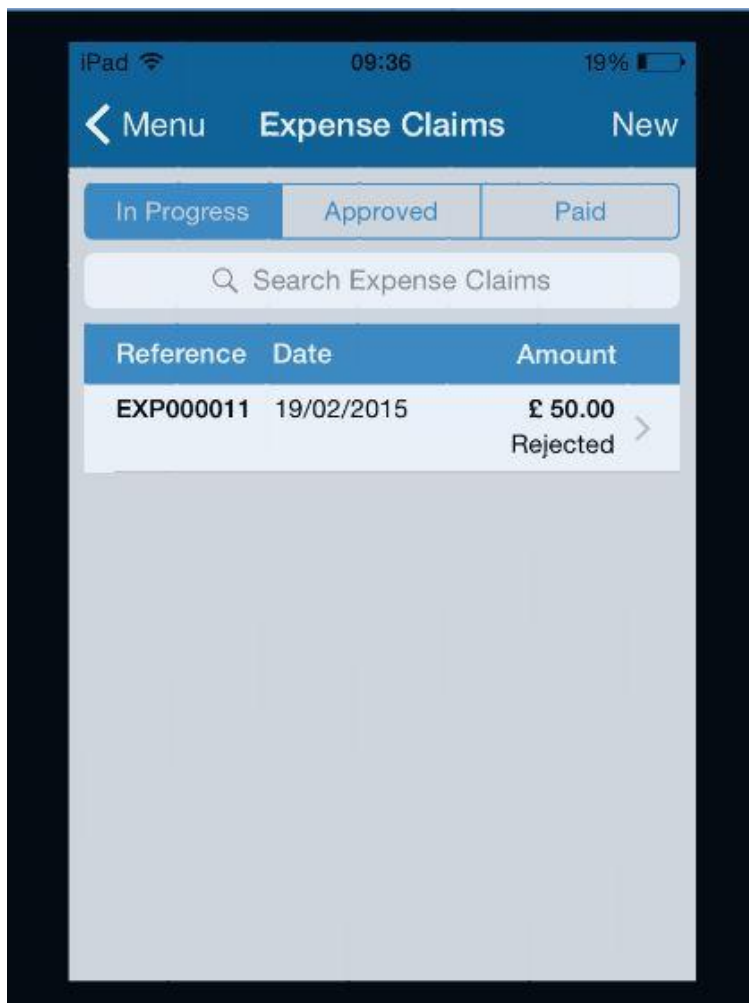 iPad 09:36 19%
Menu Expense Claims New
In Progress Approved Paid
Search Expense Claims
Reference Date Amount
EXP000011 19/02/2015 £ 50.00
Rejected